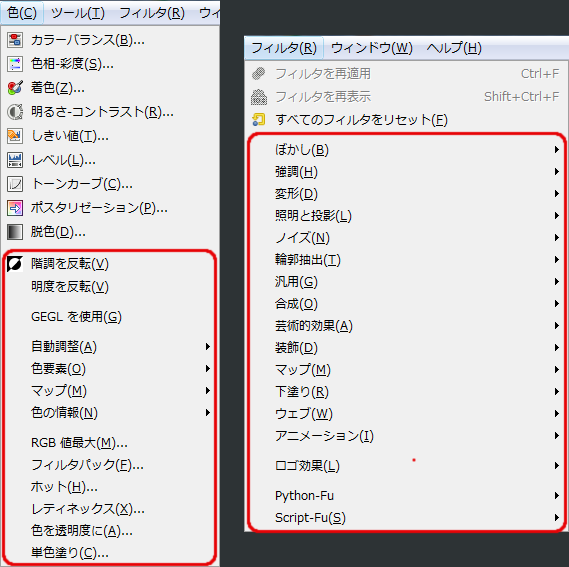 色(C) ツール(T) フィルタ(R) ウィ
カラーバランス(B)...
色相-彩度(S)...
着色(Z)...
明るさ-コントラスト(R)...
しきい値(T)...
レベル(L)...
トーンカーブ(C)...
ポスタリゼーション(P)...
脱色(D)...
階調を反転(V)
明度を反転(V)
GEGL を使用(G)
自動調整(A)
色要素(O)
マップ(M)
色の情報(N)
RGB 値最大(M)...
フィルタパック(F)...
ホット(H)...
レティネックス(X)...
色を透明度に(A)...
単色塗り(C)...
フィルタ(R) ウィンドウ(W) ヘルプ(H)
フィルタを再適用 Ctrl+F
フィルタを再表示 Shift+Ctrl+F
すべてのフィルタをリセット(F)
ぼかし(B)
強調(H)
変形(D)
照明と投影(L)
ノイズ(N)
輪郭抽出(T)
汎用(G)
合成(O)
芸術的効果(A)
装飾(D)
マップ(M)
下塗り(R)
ウェブ(W)
アニメーション(I)
ロゴ効果(L)
Python-Fu
Script-Fu(S)